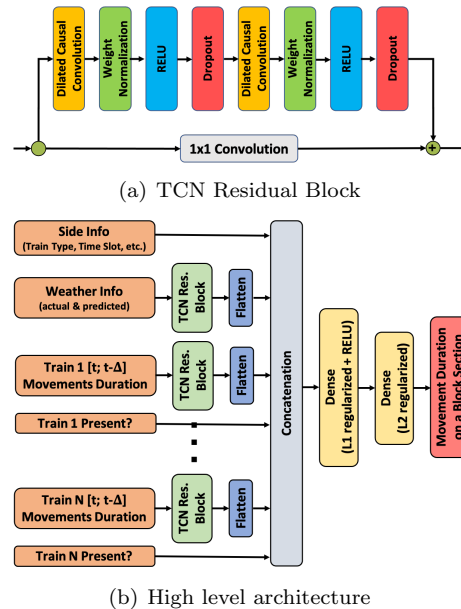 Dilated Causal
Convolution
Weight
Normalization
RELU
Dropout
Dilated Causal
Convolution
Weight
Normalization
RELU
Dropout
1x1 Convolution
+
(a) TCN Residual Block
Side Info
(Train Type, Time Slot, etc.)
Weather Info
(actual & predicted)
TCN Res.
Block
Flatten
Train 1 [t; t-Δ]
Movements Duration
TCN Res.
Block
Flatten
Train 1 Present?
Train N [t; t-Δ]
Movements Duration
TCN Res.
Block
Flatten
Train N Present?
Concatenation
Dense
(L1 regularized + RELU)
Dense
(L2 regularized)
Movement Duration
on a Block Section
(b) High level architecture